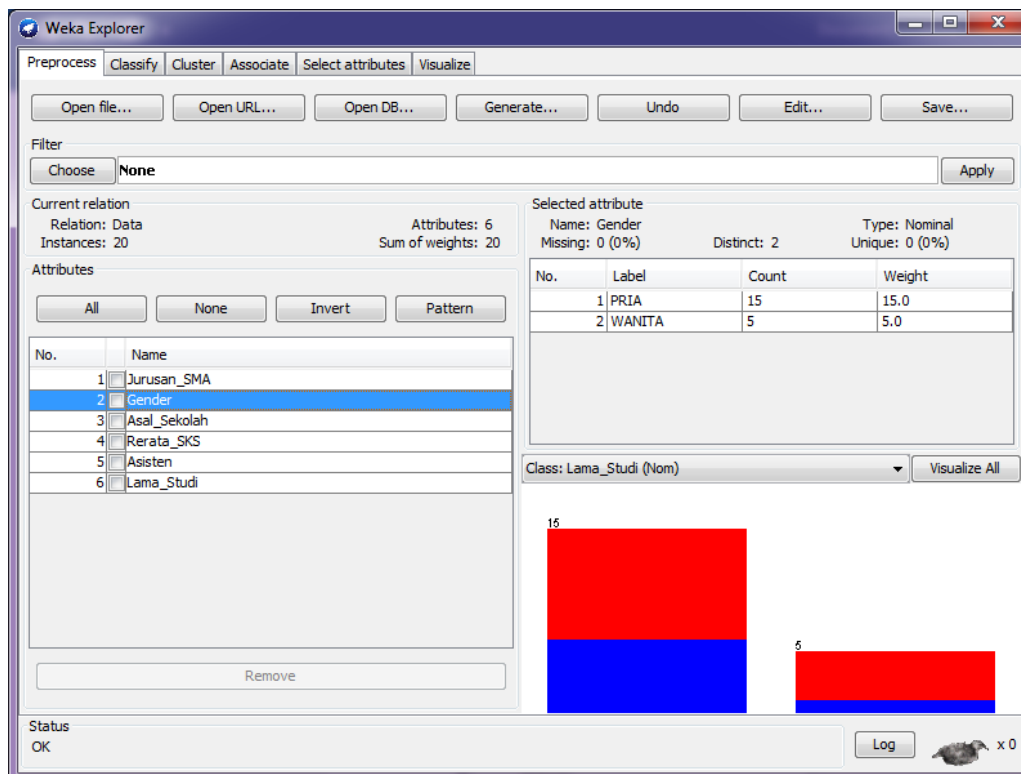 Weka Explorer
Preprocess Classify Cluster Associate Select attributes Visualize
Open file... Open URL... Open DB... Generate... Undo Edit... Save...
Filter
Choose None Apply
Current relation
Relation: Data Attributes: 6
Instances: 20 Sum of weights: 20
Attributes
All None Invert Pattern
No. Name
1 Jurusan_SMA
2 Gender
3 Asal_Sekolah
4 Rerata_SKS
5 Asisten
6 Lama_Studi
Remove
Selected attribute
Name: Gender Type: Nominal
Missing: 0 (0%) Distinct: 2 Unique: 0 (0%)
No. Label Count Weight
1 PRIA 15 15.0
2 WANITA 5 5.0
Class: Lama_Studi (Nom) Visualize All
15
5
Status
OK
Log x 0